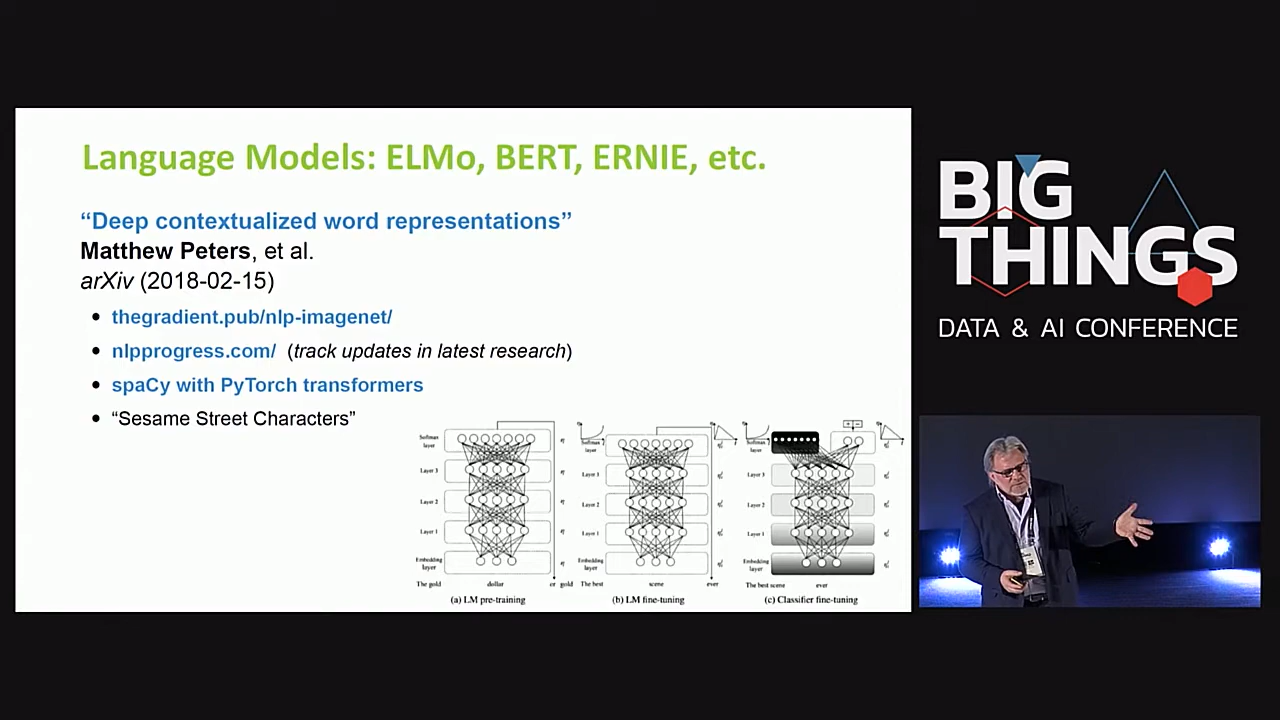 Language Models: ELMo, BERT, ERNIE, etc.
“Deep contextualized word representations”
Matthew Peters, et al.
arXiv (2018-02-15)
• thegradient.pub/nlp-imagenet/
• nlpprogress.com/ (track updates in latest research)
• spaCy with PyTorch transformers
• “Sesame Street Characters”
Softmax
layer
Layer 3
Layer 2
Layer 1
Embedding
layer
The gold dollar or gold
(a) LM pre-training
Softmax
layer
Layer 3
Layer 2
Layer 1
Embedding
layer
The best scene ever
(b) LM fine-tuning
Softmax
layer
Layer 3
Layer 2
Layer 1
Embedding
layer
The best scene ever
(c) Classifier fine-tuning
BIG
THINGS
DATA & AI CONFERENCE